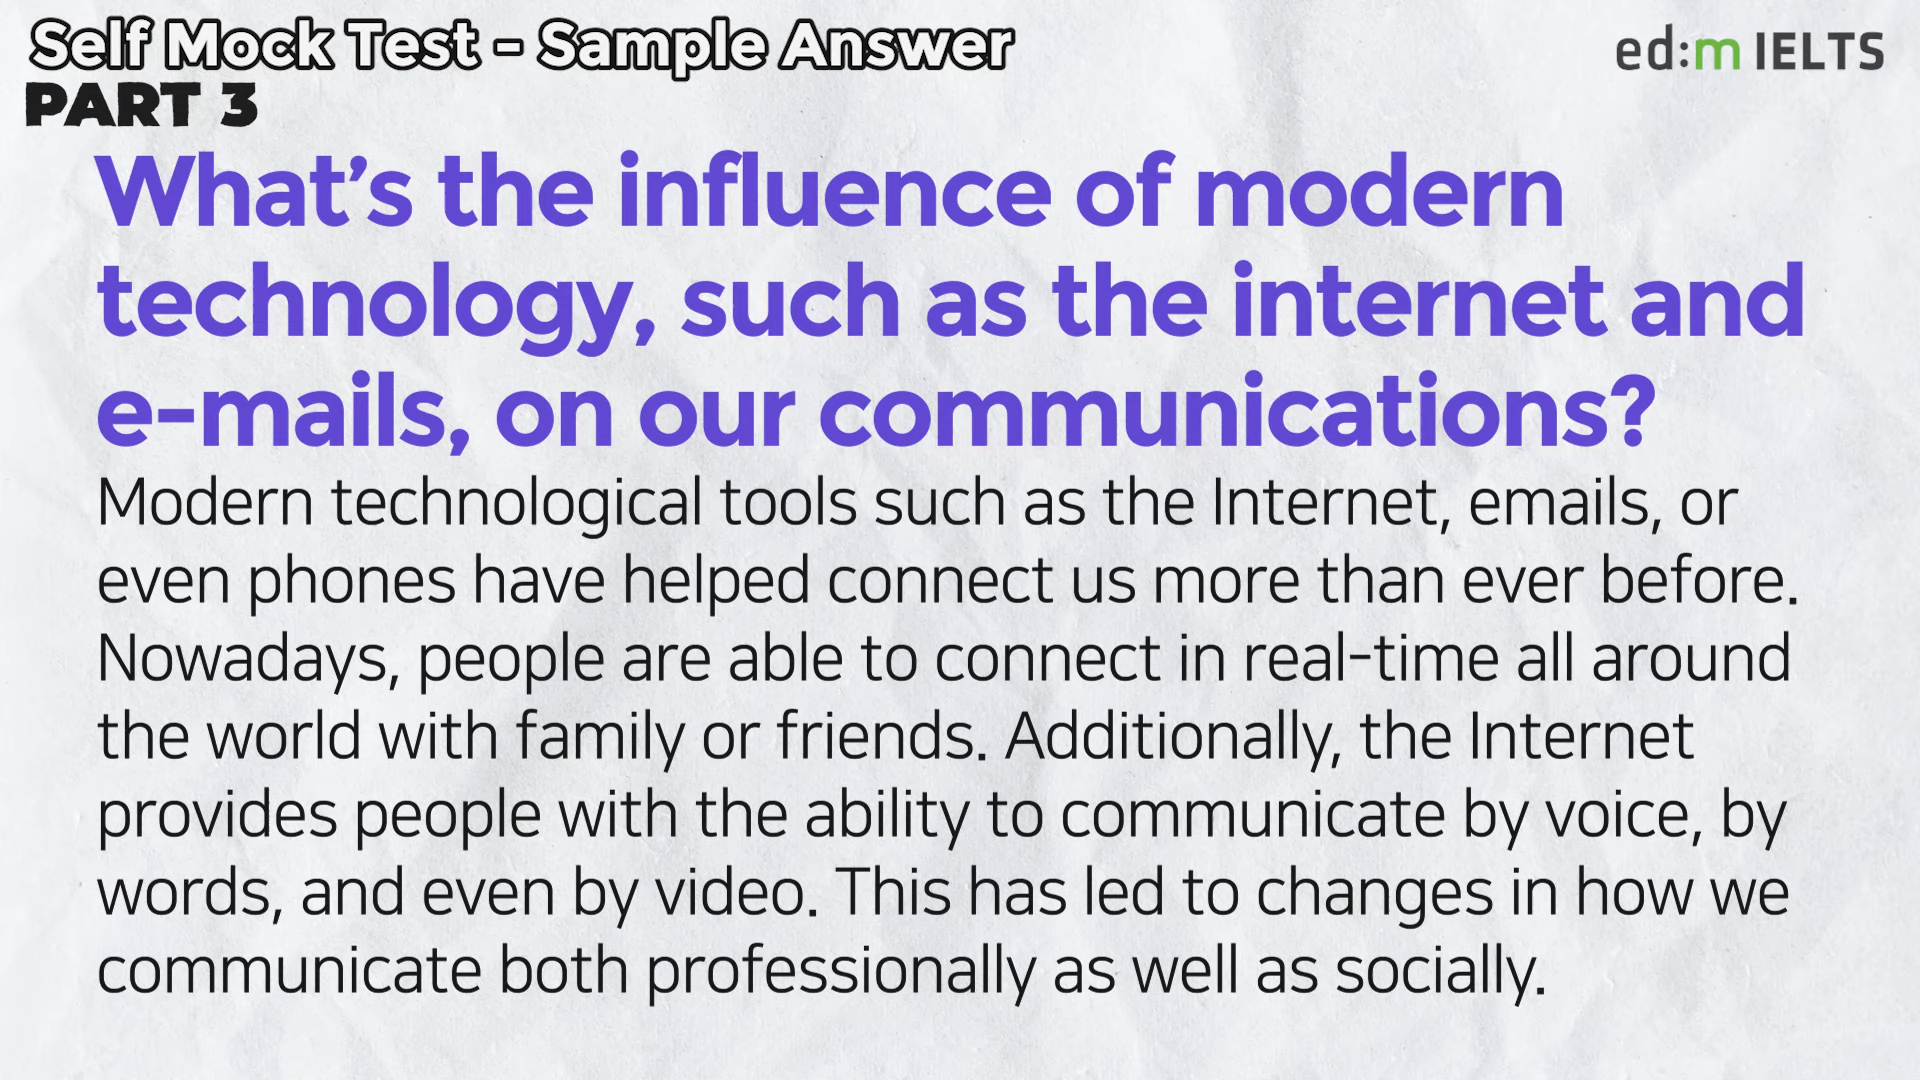 Self Mock Test - Sample Answer
ed:m IELTS
PART 3
What's the influence of modern
technology, such as the internet and
e-mails, on our communications?
Modern technological tools such as the Internet, emails, or
even phones have helped connect us more than ever before.
Nowadays, people are able to connect in real-time all around
the world with family or friends. Additionally, the Internet
provides people with the ability to communicate by voice, by
words, and even by video. This has led to changes in how we
communicate both professionally as well as socially.